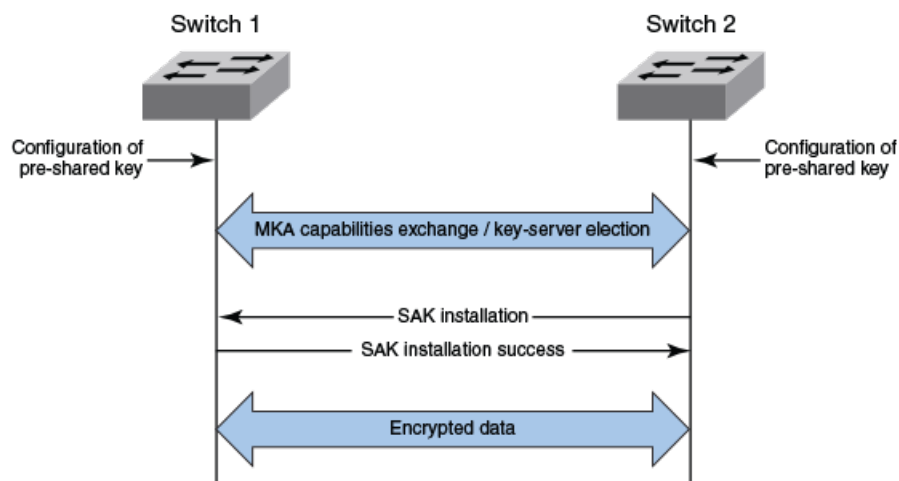 Switch 1
Switch 2
Configuration of
pre-shared key
Configuration of
pre-shared key
MKA capabilities exchange / key-server election
SAK installation
SAK installation success
Encrypted data